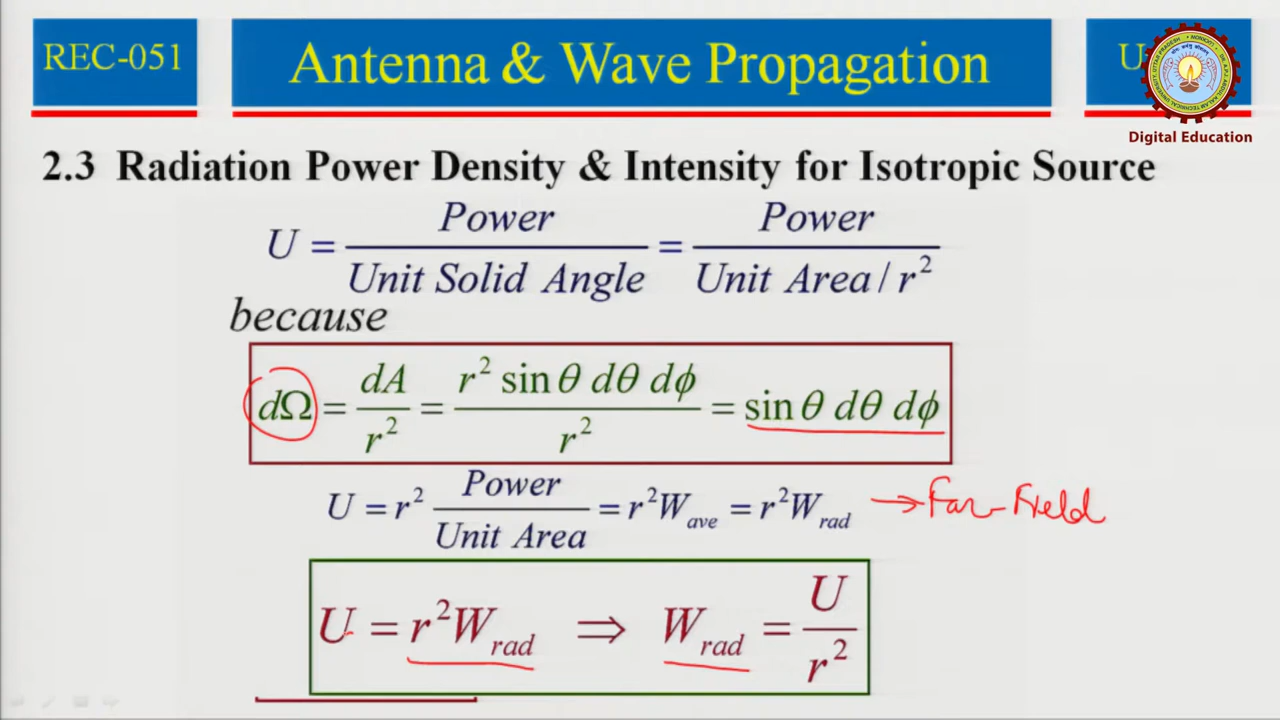 REC-051
Antenna & Wave Propagation
U
Digital Education
2.3 Radiation Power Density & Intensity for Isotropic Source
U = Power / Unit Solid Angle = Power / Unit Area / r²
because
dΩ = dA / r² = r² sin θ dθ dϕ / r² = sin θ dθ dϕ
U = r² Power / Unit Area = r²W_ave = r²W_rad → Far-Field
U = r²W_rad ⇒ W_rad = U / r²